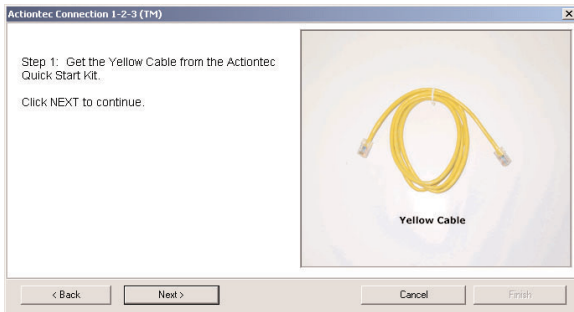 Actiontec Connection 1-2-3 (TM)
Step 1: Get the Yellow Cable from the Actiontec
Quick Start Kit.
Click NEXT to continue.
Yellow Cable
< Back
Next >
Cancel
Finish